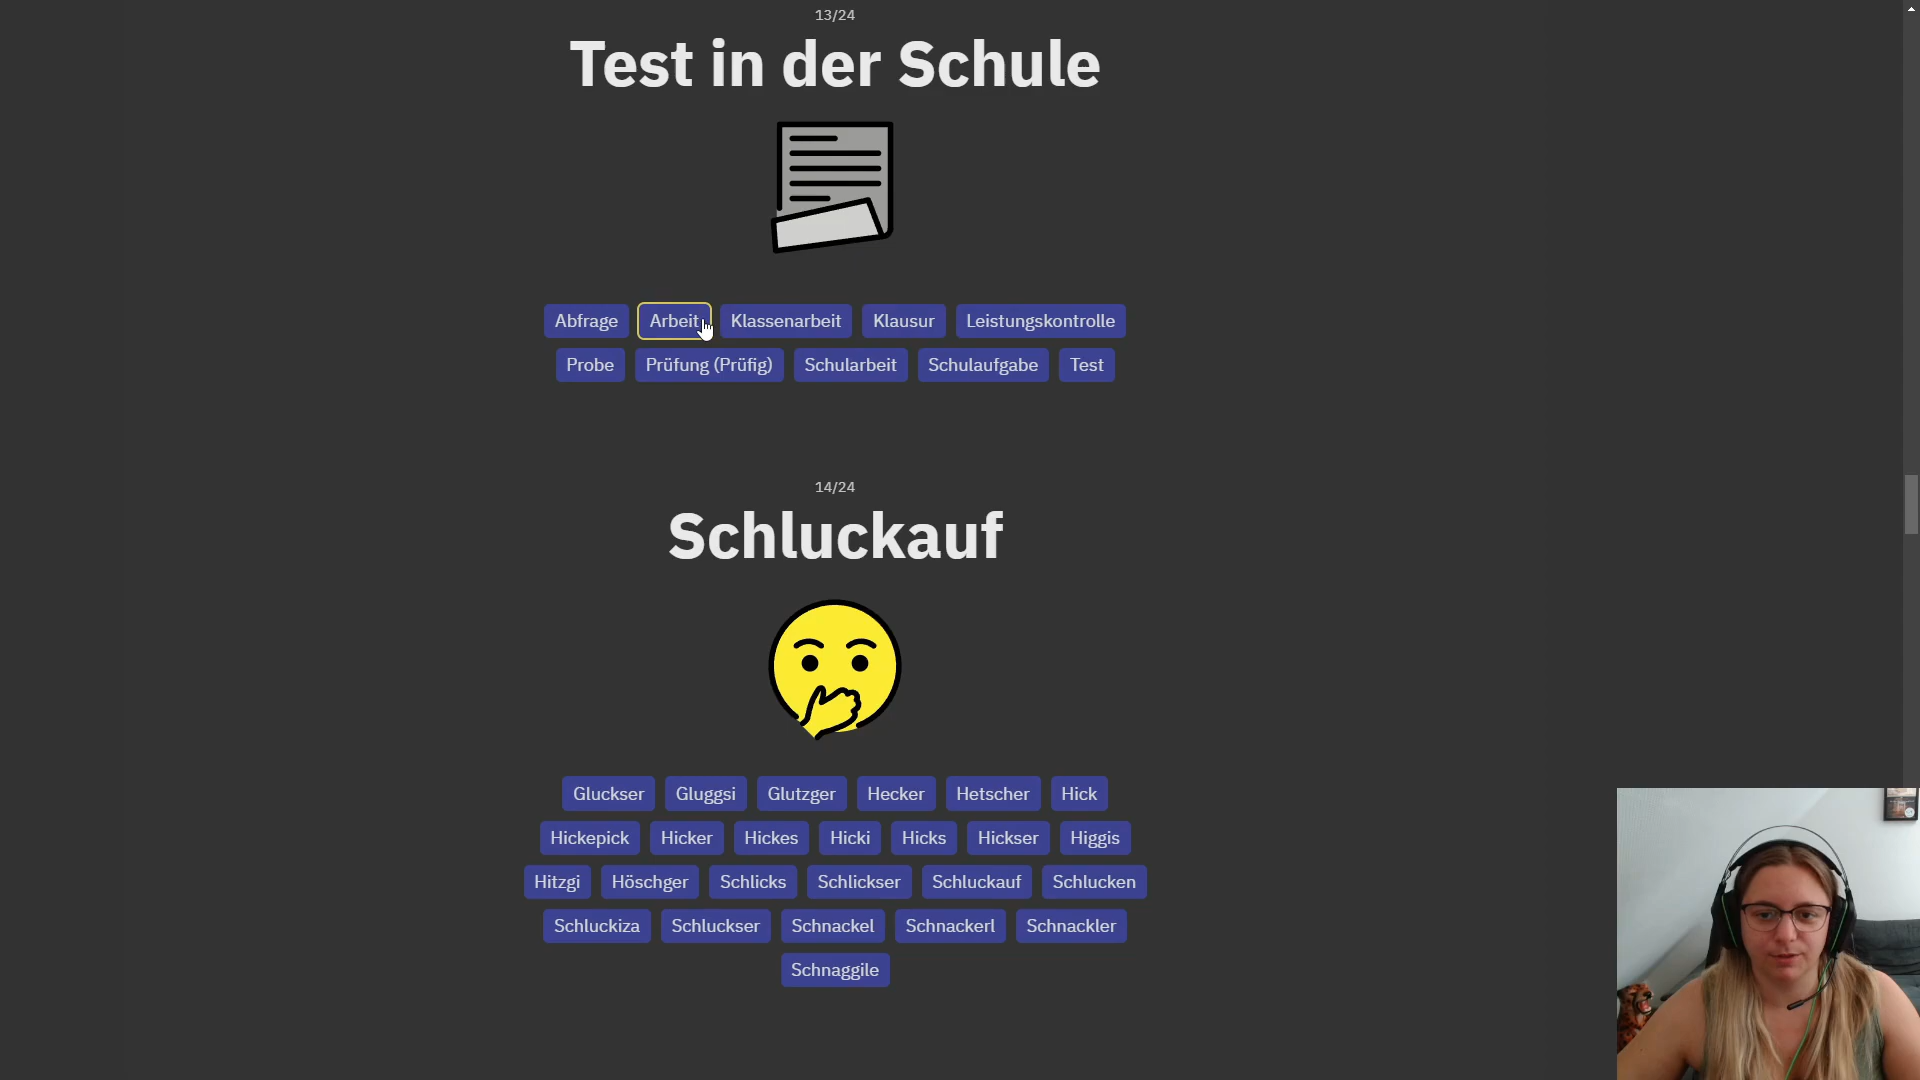 13/24
Test in der Schule
Abfrage Arbeit Klassenarbeit Klausur Leistungskontrolle
Probe Prüfung (Prüfig) Schularbeit Schulaufgabe Test
14/24
Schluckauf
Gluckser Gluggsi Glutzger Hecker Hetscher Hick
Hickepick Hicker Hickes Hicki Hicks Hickser Higgis
Hitzgi Höschger Schlicks Schlickser Schluckauf Schlucken
Schluckiza Schluckser Schnackel Schnackerl Schnackler
Schnaggile